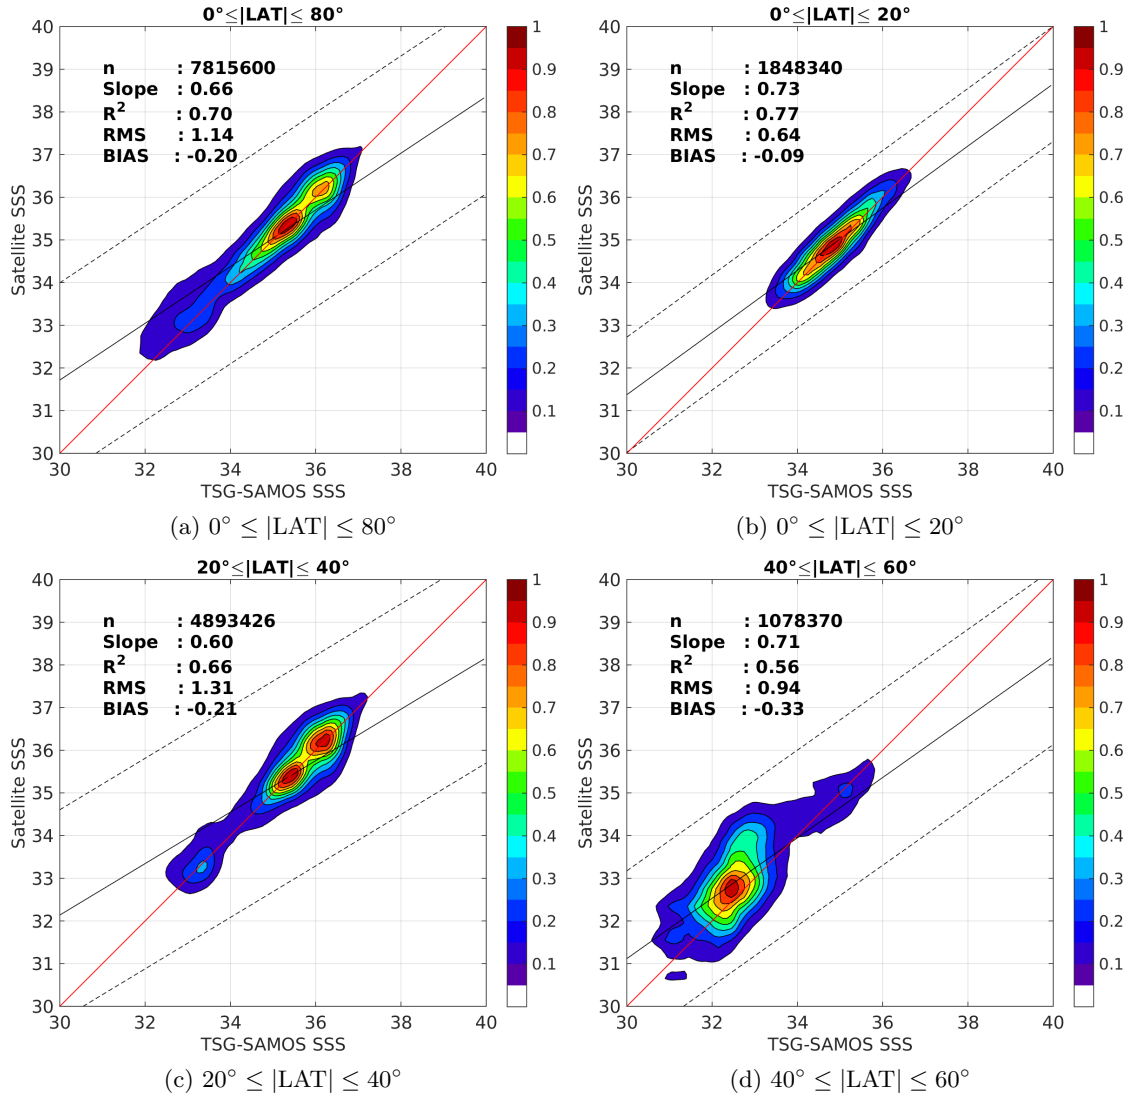 0°≤|LAT|≤ 80°
n : 7815600
Slope : 0.66
R2 : 0.70
RMS : 1.14
BIAS : -0.20
40
39
38
37
36
35
34
33
32
31
30
Satellite SSS
30 32 34 36 38 40
TSG-SAMOS SSS
1
0.9
0.8
0.7
0.6
0.5
0.4
0.3
0.2
0.1
(a) 0° ≤ |LAT| ≤ 80°
0°≤|LAT|≤ 20°
n : 1848340
Slope : 0.73
R2 : 0.77
RMS : 0.64
BIAS : -0.09
40
39
38
37
36
35
34
33
32
31
30
Satellite SSS
30 32 34 36 38 40
TSG-SAMOS SSS
1
0.9
0.8
0.7
0.6
0.5
0.4
0.3
0.2
0.1
(b) 0° ≤ |LAT| ≤ 20°
20°≤|LAT|≤ 40°
n : 4893426
Slope : 0.60
R2 : 0.66
RMS : 1.31
BIAS : -0.21
40
39
38
37
36
35
34
33
32
31
30
Satellite SSS
30 32 34 36 38 40
TSG-SAMOS SSS
1
0.9
0.8
0.7
0.6
0.5
0.4
0.3
0.2
0.1
(c) 20° ≤ |LAT| ≤ 40°
40°≤|LAT|≤ 60°
n : 1078370
Slope : 0.71
R2 : 0.56
RMS : 0.94
BIAS : -0.33
40
39
38
37
36
35
34
33
32
31
30
Satellite SSS
30 32 34 36 38 40
TSG-SAMOS SSS
1
0.9
0.8
0.7
0.6
0.5
0.4
0.3
0.2
0.1
(d) 40° ≤ |LAT| ≤ 60°